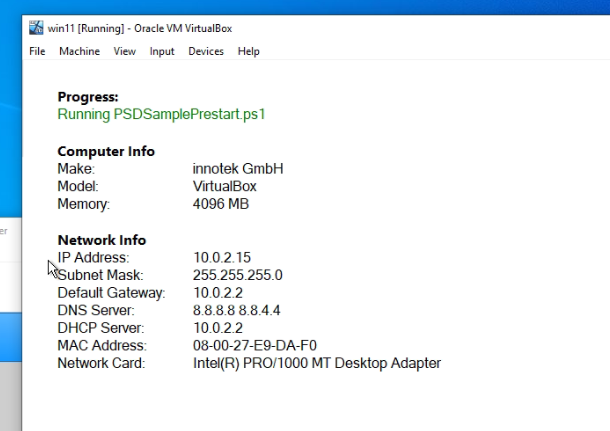 win11 [Running] - Oracle VM VirtualBox
File Machine View Input Devices Help
Progress:
Running PSDSamplePrestart.ps1
Computer Info
Make: innotek GmbH
Model: VirtualBox
Memory: 4096 MB
Network Info
IP Address: 10.0.2.15
Subnet Mask: 255.255.255.0
Default Gateway: 10.0.2.2
DNS Server: 8.8.8.8 8.8.4.4
DHCP Server: 10.0.2.2
MAC Address: 08-00-27-E9-DA-F0
Network Card: Intel(R) PRO/1000 MT Desktop Adapter